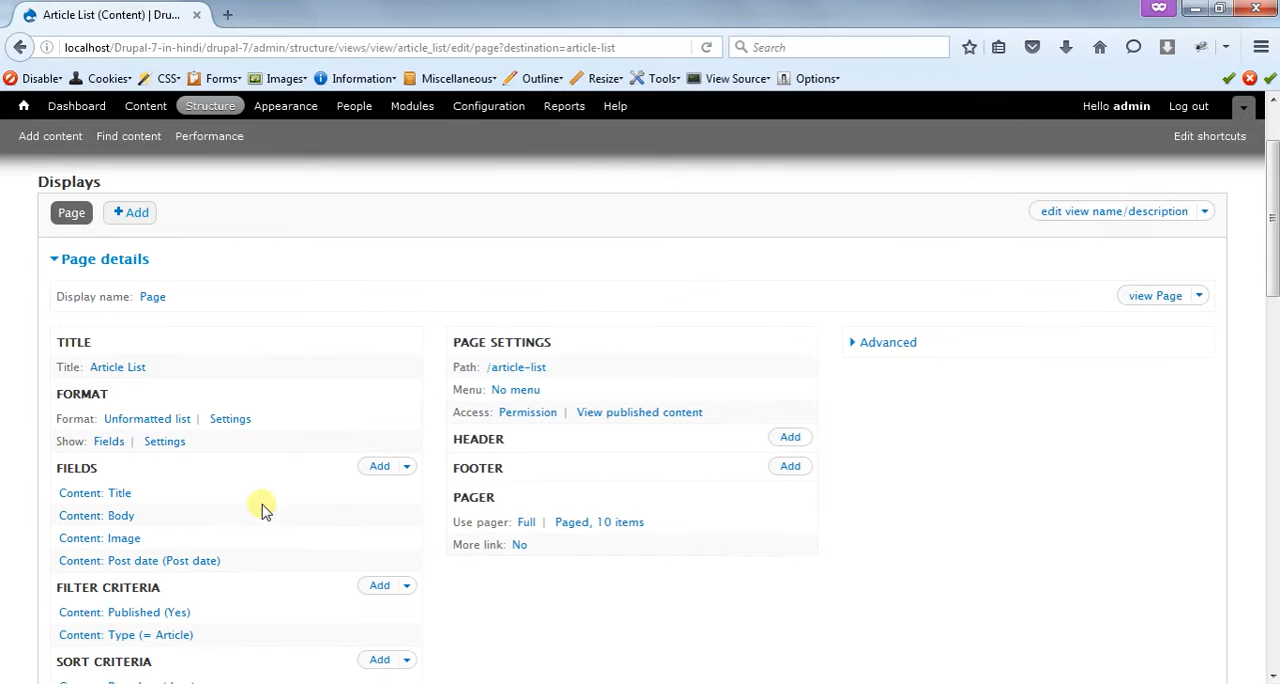 Article List (Content) | Dru...
localhost/Drupal-7-in-hindi/drupal-7/admin/structure/views/view/article_list/edit/page?destination=article-list
Search
Disable Cookies CSS Forms Images Information Miscellaneous Outline Resize Tools View Source Options
Dashboard Content Structure Appearance People Modules Configuration Reports Help Hello admin Log out
Add content Find content Performance Edit shortcuts
Displays
Page Add edit view name/description
Page details
Display name: Page view Page
TITLE PAGE SETTINGS Advanced
Title: Article List Path: /article-list
FORMAT Menu: No menu
Format: Unformatted list | Settings Access: Permission | View published content
Show: Fields | Settings HEADER Add
FIELDS Add FOOTER Add
Content: Title PAGER
Content: Body Use pager: Full | Paged, 10 items
Content: Image More link: No
Content: Post date (Post date)
FILTER CRITERIA Add
Content: Published (Yes)
Content: Type (= Article)
SORT CRITERIA Add